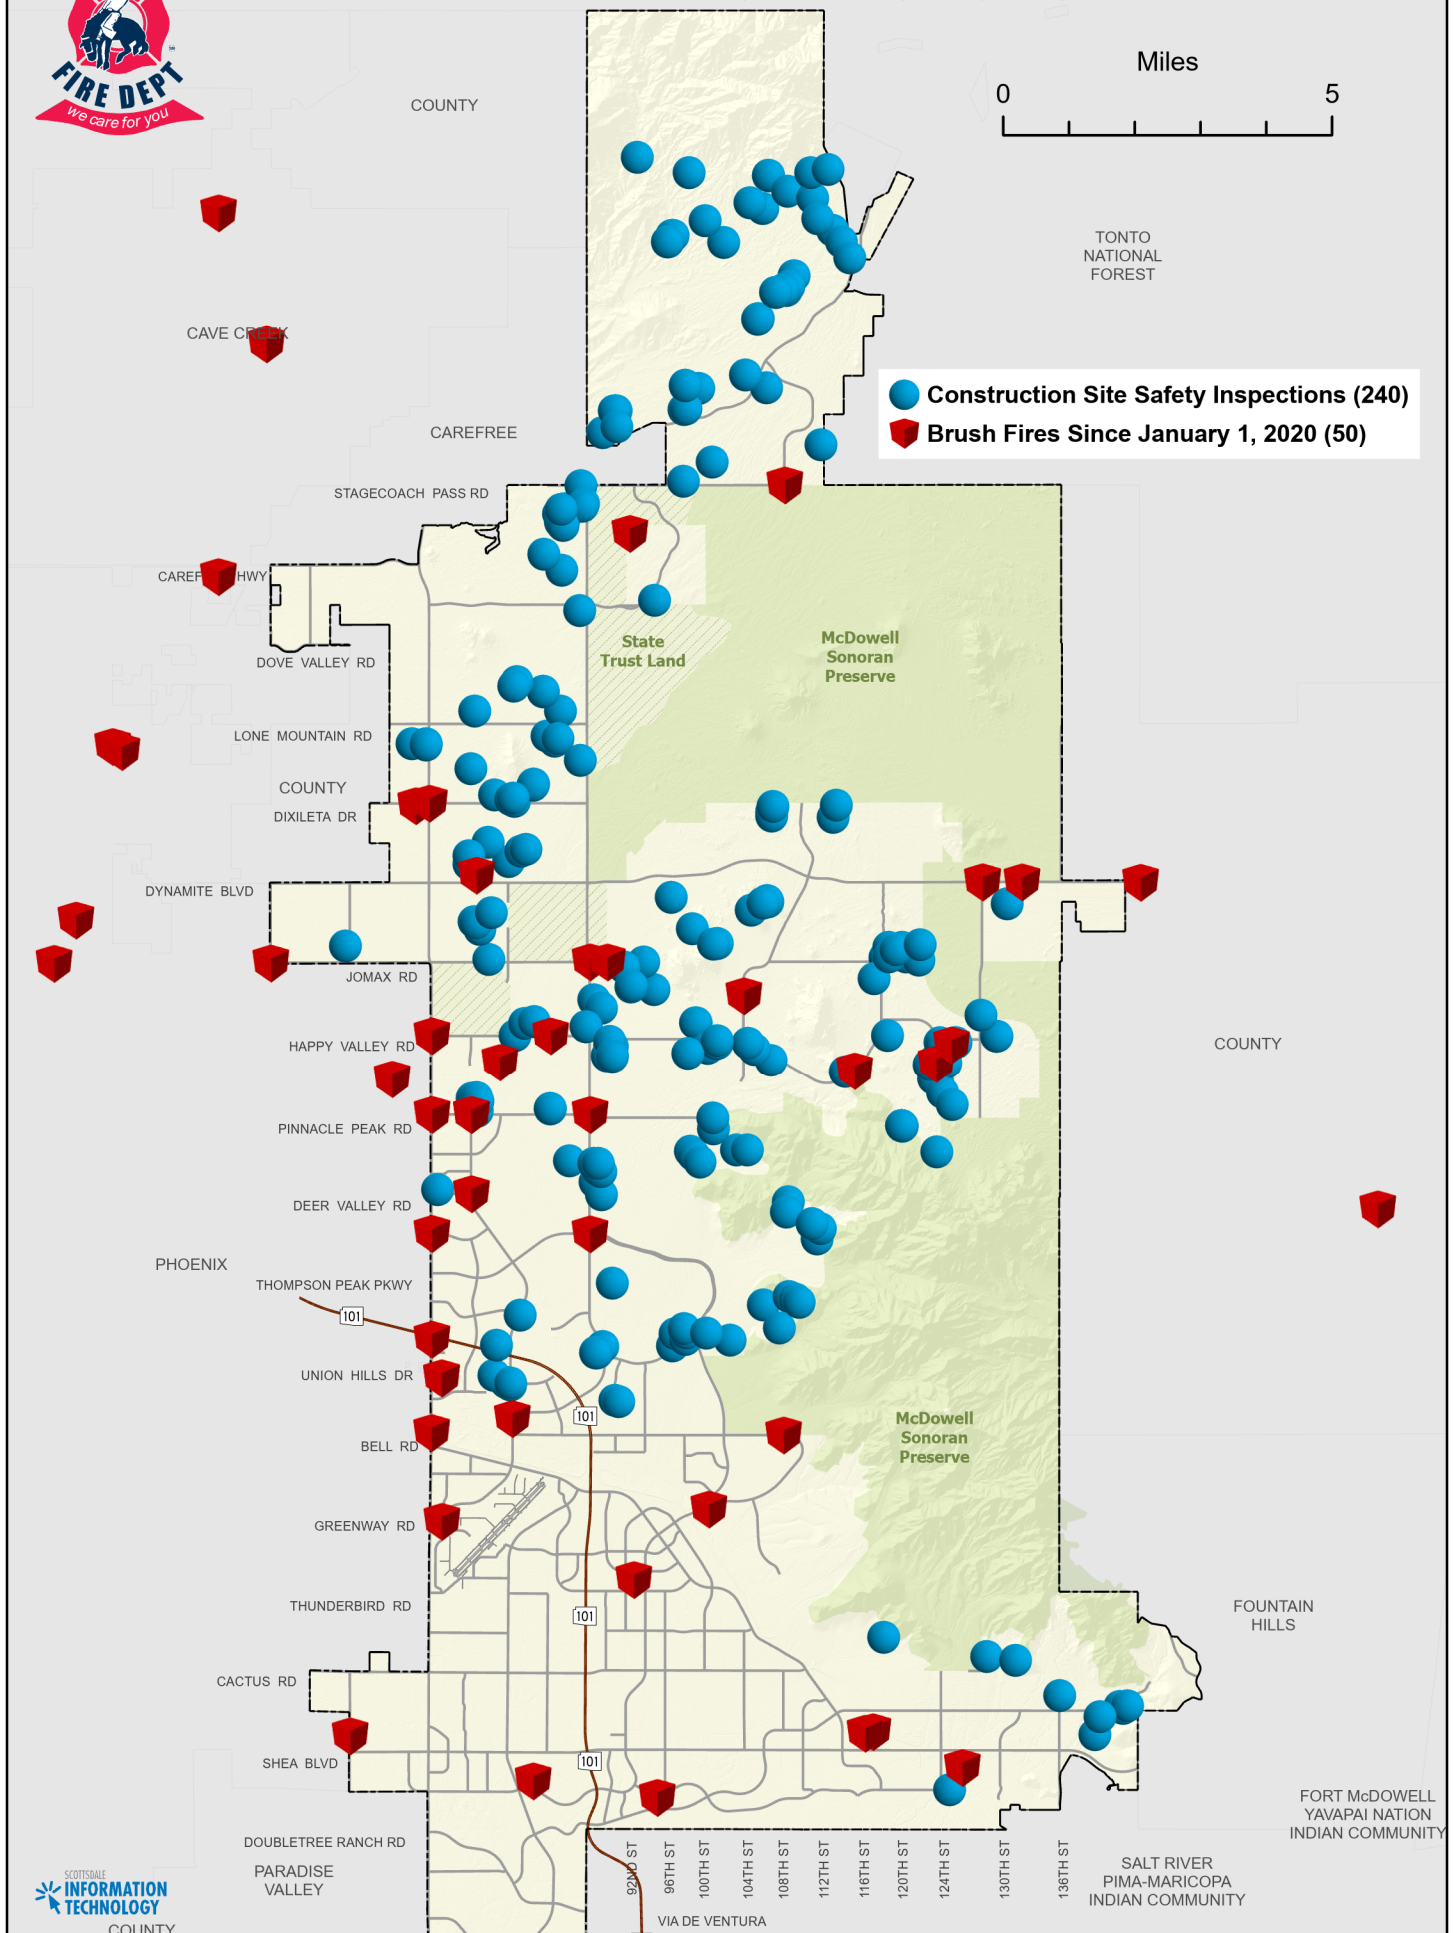 FIRE DEPT
SM
we care for you
Miles
0 5
COUNTY
TONTO
NATIONAL
FOREST
CAVE CREEK
Construction Site Safety Inspections (240)
Brush Fires Since January 1, 2020 (50)
CAREFREE
STAGECOACH PASS RD
HWY
State
Trust Land
McDowell
Sonoran
Preserve
DOVE VALLEY RD
LONE MOUNTAIN RD
COUNTY
DIXILETA DR
DYNAMITE BLVD
JOMAX RD
HAPPY VALLEY RD
COUNTY
PINNACLE PEAK RD
DEER VALLEY RD
PHOENIX
THOMPSON PEAK PKWY
101
UNION HILLS DR
101
McDowell
Sonoran
Preserve
BELL RD
GREENWAY RD
THUNDERBIRD RD
101
FOUNTAIN
HILLS
CACTUS RD
SHEA BLVD
101
FORT McDOWELL
YAVAPAI NATION
INDIAN COMMUNITY
DOUBLETREE RANCH RD
PARADISE
VALLEY
92ND ST
96TH ST
100TH ST
104TH ST
108TH ST
112TH ST
116TH ST
120TH ST
124TH ST
130TH ST
136TH ST
SALT RIVER
PIMA-MARICOPA
INDIAN COMMUNITY
SCOTTSDALE
INFORMATION
TECHNOLOGY
VIA DE VENTURA
COUNTY